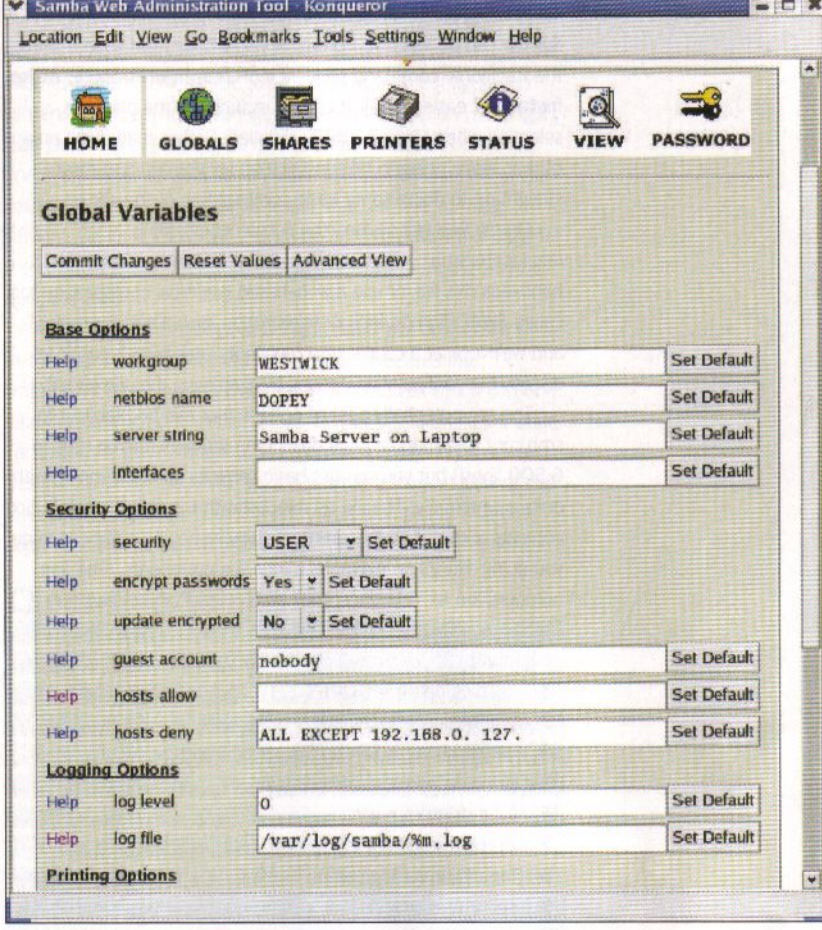 Samba Web Administration Tool - Konqueror
Location Edit View Go Bookmarks Tools Settings Window Help
HOME GLOBALS SHARES PRINTERS STATUS VIEW PASSWORD
Global Variables
Commit Changes Reset Values Advanced View
Base Options
Help workgroup WESTWICK Set Default
Help netbios name DOPEY Set Default
Help server string Samba Server on Laptop Set Default
Help interfaces Set Default
Security Options
Help security USER Set Default
Help encrypt passwords Yes Set Default
Help update encrypted No Set Default
Help guest account nobody Set Default
Help hosts allow Set Default
Help hosts deny ALL EXCEPT 192.168.0. 127. Set Default
Logging Options
Help log level 0 Set Default
Help log file /var/log/samba/%m.log Set Default
Printing Options